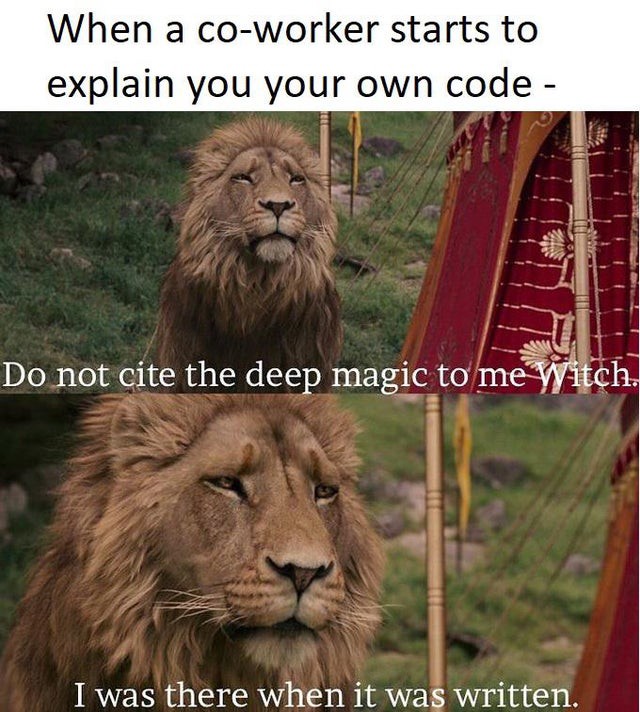 When a co-worker starts to
explain you your own code -
Do not cite the deep magic to me Witch.
I was there when it was written.